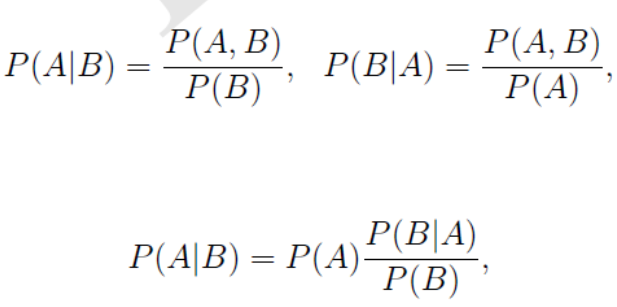 P(A|B) = P(A, B) / P(B), P(B|A) = P(A, B) / P(A),
P(A|B) = P(A) P(B|A) / P(B),